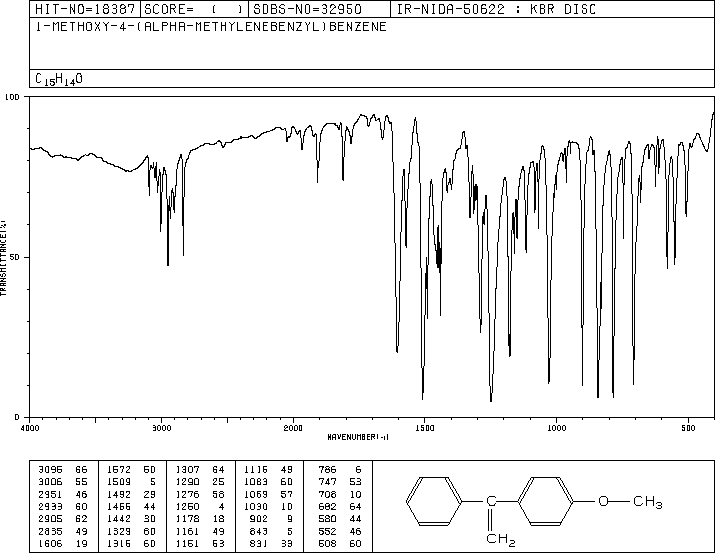 HIT-NO=18387 SCORE= ( ) SDBS-NO=32950 IR-NIDA-50622 : KBR DISC
1-METHOXY-4-(ALPHA-METHYLENEBENZYL)BENZENE
C15H14O
100
50
0
TRANSMITTANCE(%)
4000 3000 2000 1500 1000 500
WAVENUMBER(-1)
3095 66 1572 50 1307 64 1116 49 786 6
3006 55 1509 5 1290 25 1083 60 747 53
2951 46 1492 29 1276 58 1069 57 708 10
2933 60 1466 44 1250 4 1030 10 682 64
2905 62 1442 30 1178 18 902 9 580 44
2835 49 1329 60 1161 49 843 5 552 46
1606 19 1315 60 1151 53 831 39 508 60
C O CH3
CH2